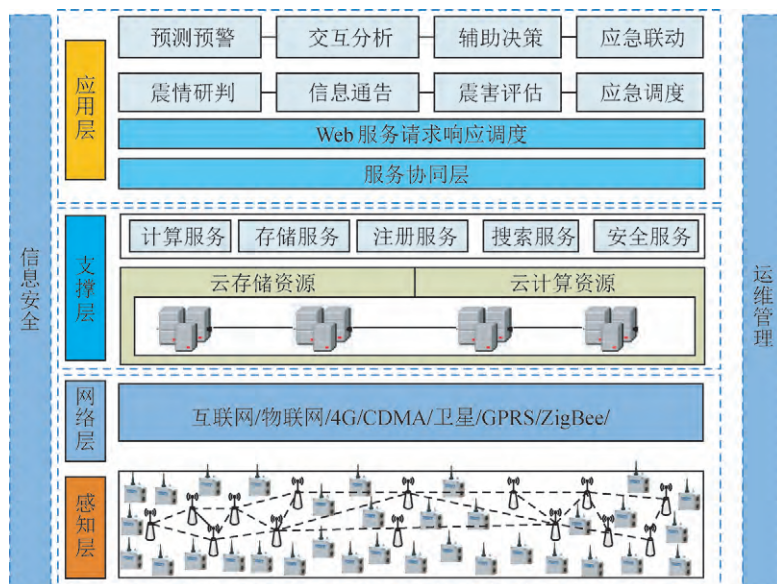 信息安全
应用层
预测预警
交互分析
辅助决策
应急联动
震情研判
信息通告
震害评估
应急调度
Web服务请求响应调度
服务协同层
支撑层
计算服务
存储服务
注册服务
搜索服务
安全服务
云存储资源
云计算资源
网络层
互联网/物联网/4G/CDMA/卫星/GPRS/ZigBee/
感知层
运维管理